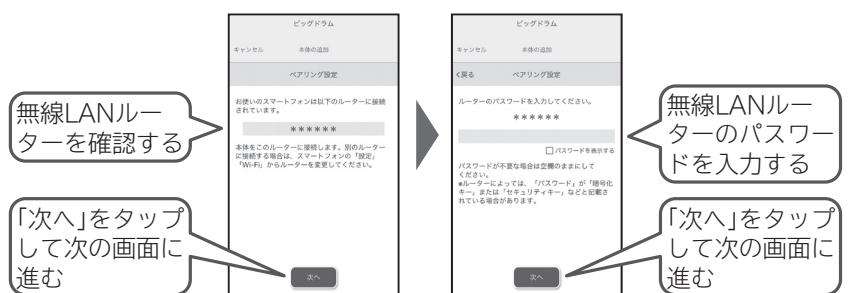 無線LANルー
ターを確認する
「次へ」をタップ
して次の画面に
進む
ビッグドラム
キャンセル 本体の追加
ペアリング設定
お使いのスマートフォンは以下のルーターに接続
されています。
******
本体をこのルーターに接続します。別のルーター
に接続する場合は、スマートフォンの「設定」
「Wi-Fi」からルーターを変更してください。
次へ
ビッグドラム
キャンセル 本体の追加
<戻る ペアリング設定
ルーターのパスワードを入力してください。
******
パスワードを表示する
パスワードが不要な場合は空欄のままにして
ください。
※ルーターによっては、「パスワード」が「暗号化
キー」または「セキュリティキー」などと記載さ
れている場合があります。
次へ
無線LANルー
ターのパスワー
ドを入力する
「次へ」をタップ
して次の画面に
進む